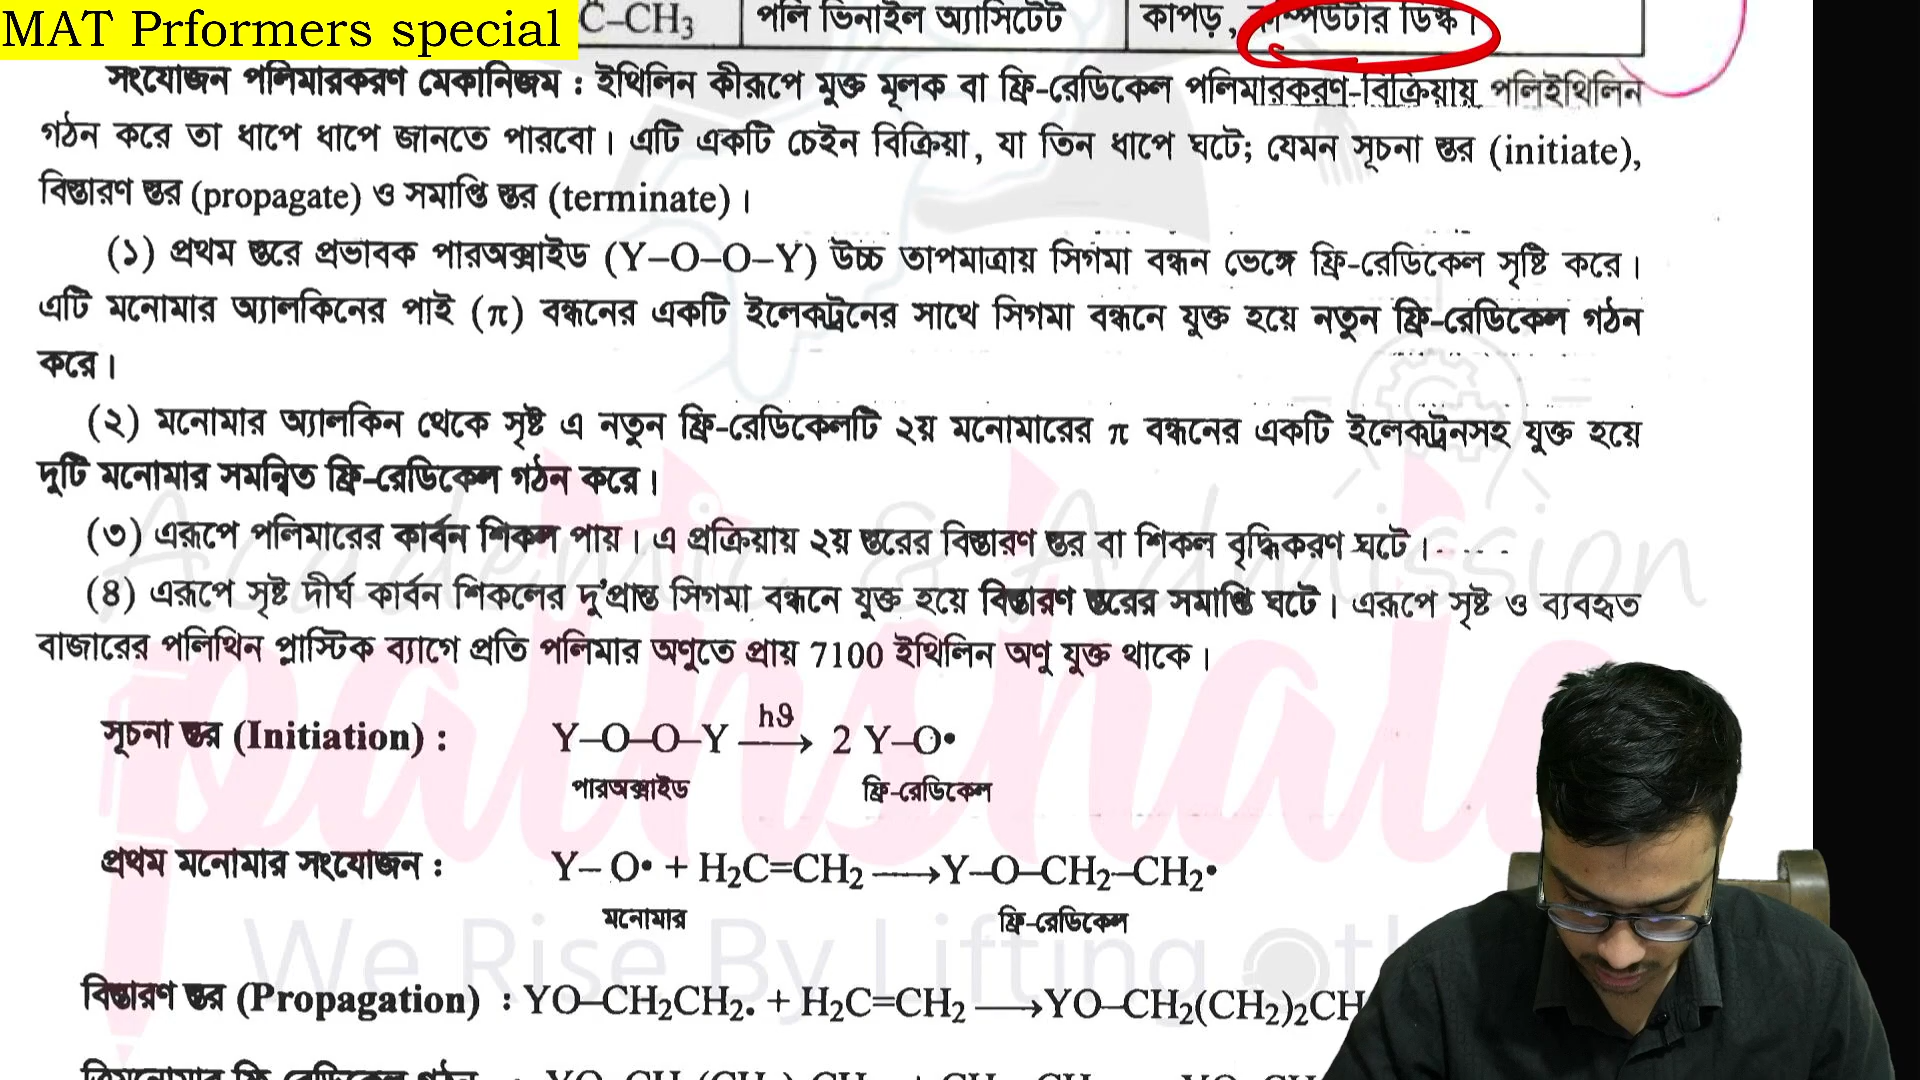 MAT Prformers special
C–CH₃ পলি ভিনাইল অ্যাসিটেট কাপড়, কম্পিউটার ডিস্ক।
সংযোজন পলিমারকরণ মেকানিজম : ইথিলিন কীরূপে মুক্ত মূলক বা ফ্রি-রেডিকেল পলিমারকরণ-বিক্রিয়ায় পলিইথিলিন
গঠন করে তা ধাপে ধাপে জানতে পারবো। এটি একটি চেইন বিক্রিয়া, যা তিন ধাপে ঘটে; যেমন সূচনা স্তর (initiate),
বিস্তারণ স্তর (propagate) ও সমাপ্তি স্তর (terminate)।
(১) প্রথম স্তরে প্রভাবক পারঅক্সাইড (Y–O–O–Y) উচ্চ তাপমাত্রায় সিগমা বন্ধন ভেঙ্গে ফ্রি-রেডিকেল সৃষ্টি করে।
এটি মনোমার অ্যালকিনের পাই (π) বন্ধনের একটি ইলেকট্রনের সাথে সিগমা বন্ধনে যুক্ত হয়ে নতুন ফ্রি-রেডিকেল গঠন
করে।
(২) মনোমার অ্যালকিন থেকে সৃষ্ট এ নতুন ফ্রি-রেডিকেলটি ২য় মনোমারের π বন্ধনের একটি ইলেকট্রনসহ যুক্ত হয়ে
দুটি মনোমার সমন্বিত ফ্রি-রেডিকেল গঠন করে।
(৩) এরূপে পলিমারের কার্বন শিকল পায়। এ প্রক্রিয়ায় ২য় স্তরের বিস্তারণ স্তর বা শিকল বৃদ্ধিকরণ ঘটে।
(৪) এরূপে সৃষ্ট দীর্ঘ কার্বন শিকলের দু'প্রান্ত সিগমা বন্ধনে যুক্ত হয়ে বিস্তারণ স্তরের সমাপ্তি ঘটে। এরূপে সৃষ্ট ও ব্যবহৃত
বাজারের পলিথিন প্লাস্টিক ব্যাগে প্রতি পলিমার অণুতে প্রায় 7100 ইথিলিন অণু যুক্ত থাকে।
সূচনা স্তর (Initiation) : Y–O–O–Y hϑ ⟶ 2 Y–O•
পারঅক্সাইড ফ্রি-রেডিকেল
প্রথম মনোমার সংযোজন : Y– O• + H₂C=CH₂ ⟶ Y–O–CH₂–CH₂•
মনোমার ফ্রি-রেডিকেল
বিস্তারণ স্তর (Propagation) : YO–CH₂CH₂. + H₂C=CH₂ ⟶ YO–CH₂(CH₂)₂CH
Academic & Admission
pathshala
We Rise By Lifting